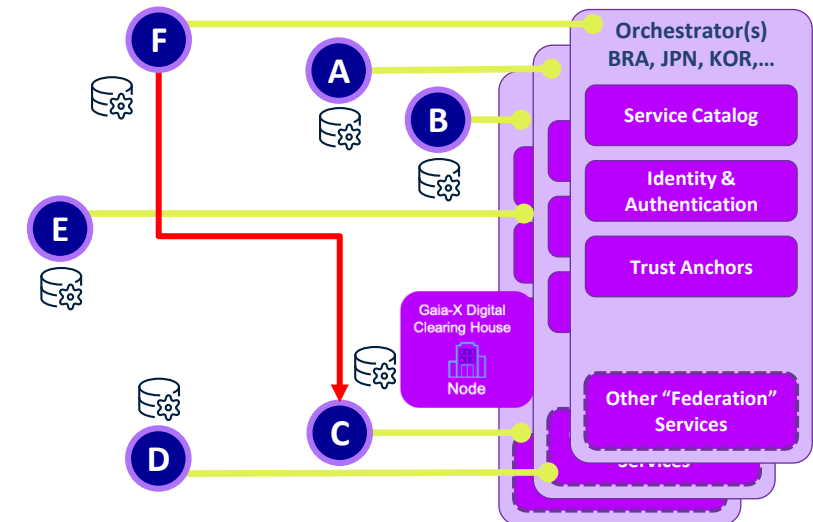 F
Orchestrator(s)
BRA, JPN, KOR,...
A
B
Service Catalog
Identity &
Authentication
E
Trust Anchors
Gaia-X Digital
Clearing House
Node
Other “Federation”
Services
C
D
Services